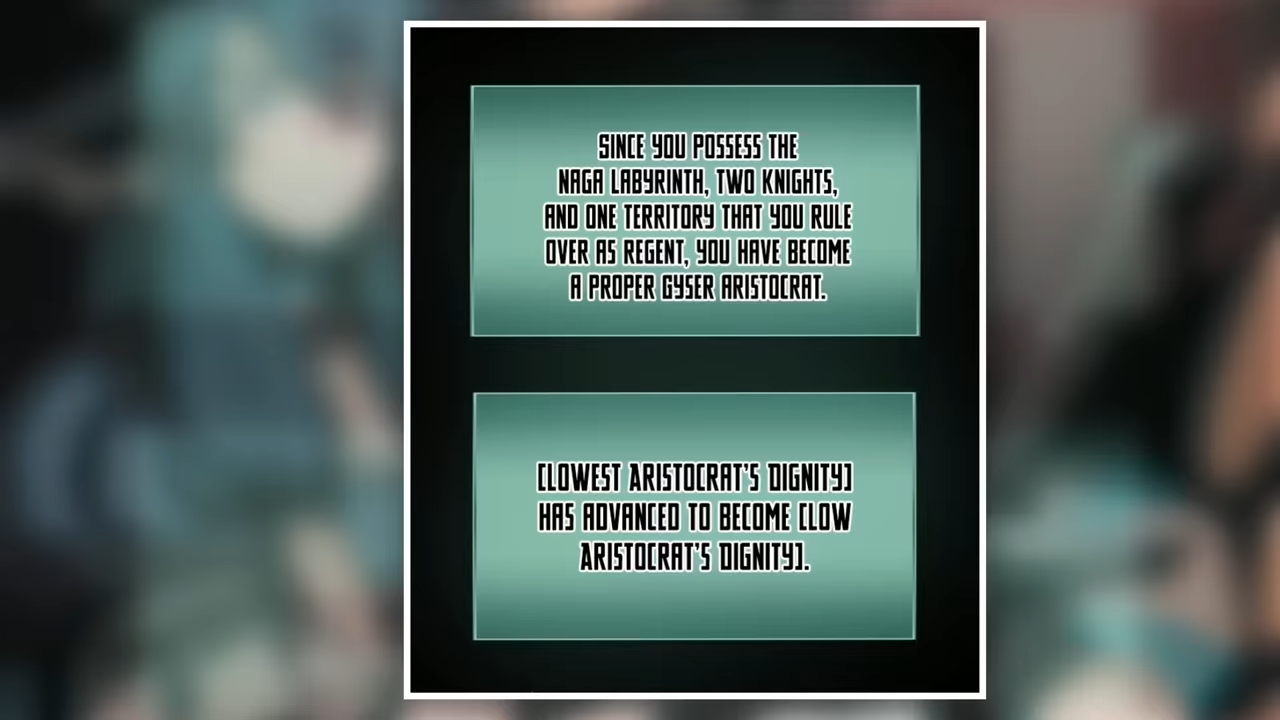 SINCE YOU POSSESS THE
NAGA LABYRINTH, TWO KNIGHTS,
AND ONE TERRITORY THAT YOU RULE
OVER AS REGENT, YOU HAVE BECOME
A PROPER GYSER ARISTOCRAT.
[LOWEST ARISTOCRAT'S DIGNITY]
HAS ADVANCED TO BECOME [LOW
ARISTOCRAT'S DIGNITY].